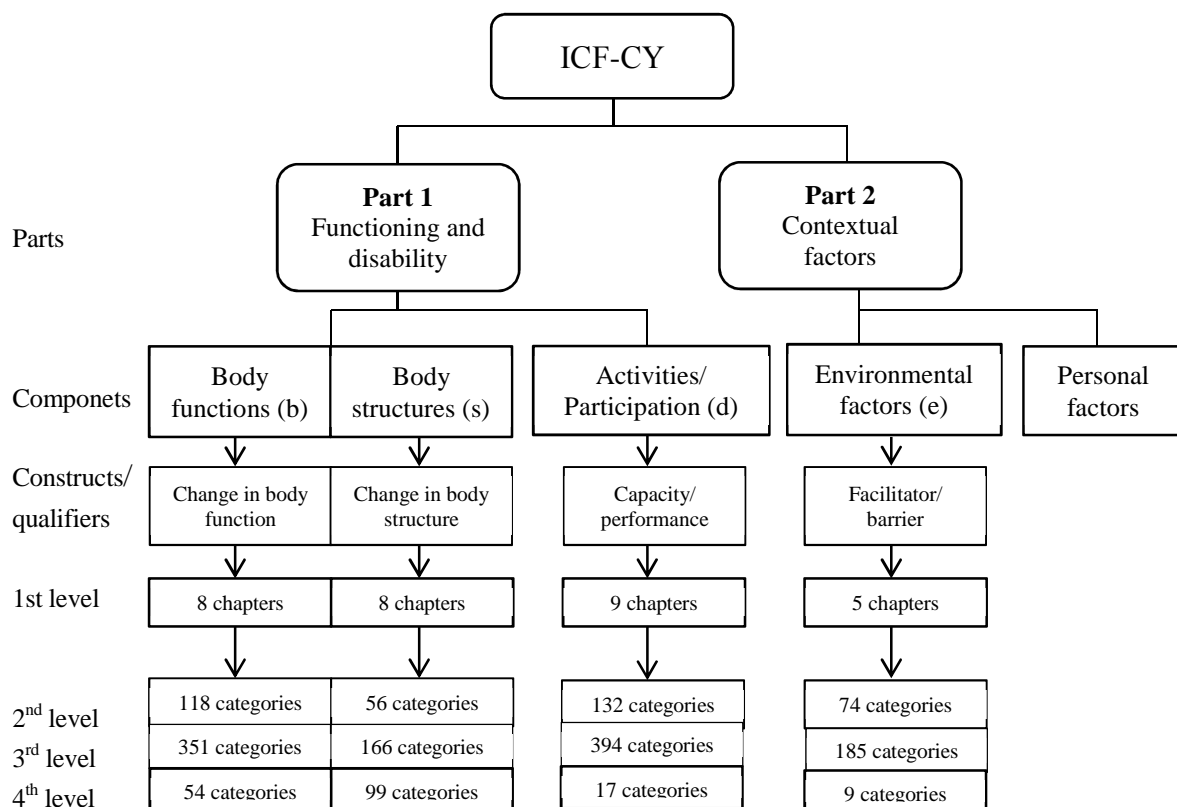 ICF-CY
Parts
Part 1
Functioning and
disability
Part 2
Contextual
factors
Componets
Body
functions (b)
Body
structures (s)
Activities/
Participation (d)
Environmental
factors (e)
Personal
factors
Constructs/
qualifiers
Change in body
function
Change in body
structure
Capacity/
performance
Facilitator/
barrier
1st level
8 chapters
8 chapters
9 chapters
5 chapters
2nd level
118 categories
56 categories
132 categories
74 categories
3rd level
351 categories
166 categories
394 categories
185 categories
4th level
54 categories
99 categories
17 categories
9 categories